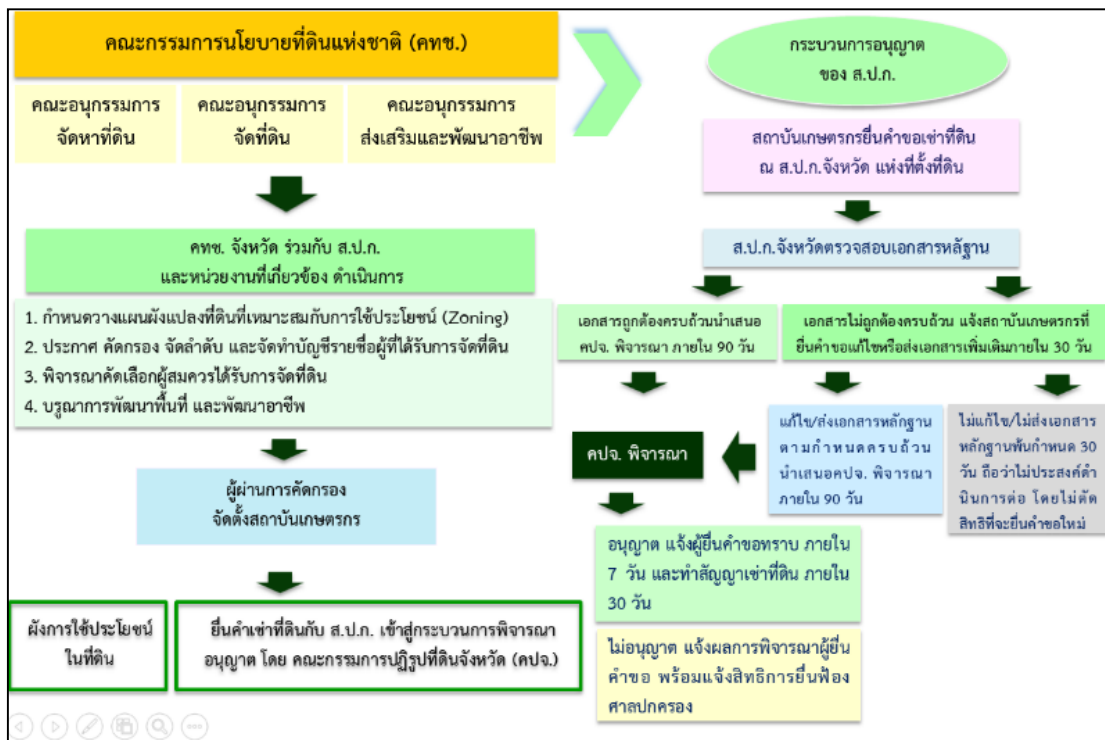 คณะกรรมการนโยบายที่ดินแห่งชาติ (คทช.)
คณะอนุกรรมการ
จัดหาที่ดิน
คณะอนุกรรมการ
จัดที่ดิน
คณะอนุกรรมการ
ส่งเสริมและพัฒนาอาชีพ
คทช. จังหวัด ร่วมกับ ส.ป.ก.
และหน่วยงานที่เกี่ยวข้อง ดำเนินการ
1. กำหนดวางแผนผังแปลงที่ดินที่เหมาะสมกับการใช้ประโยชน์ (Zoning)
2. ประกาศ คัดกรอง จัดลำดับ และจัดทำบัญชีรายชื่อผู้ที่ได้รับการจัดที่ดิน
3. พิจารณาคัดเลือกผู้สมควรได้รับการจัดที่ดิน
4. บรูณาการพัฒนาพื้นที่ และพัฒนาอาชีพ
ผู้ผ่านการคัดกรอง
จัดตั้งสถาบันเกษตรกร
ผังการใช้ประโยชน์
ในที่ดิน
ยื่นคำเช่าที่ดินกับ ส.ป.ก. เข้าสู่กระบวนการพิจารณา
อนุญาต โดย คณะกรรมการปฏิรูปที่ดินจังหวัด (คปจ.)
กระบวนการอนุญาต
ของ ส.ป.ก.
สถาบันเกษตรกรยื่นคำขอเช่าที่ดิน
ณ ส.ป.ก.จังหวัด แห่งที่ตั้งที่ดิน
ส.ป.ก.จังหวัดตรวจสอบเอกสารหลัฐาน
เอกสารถูกต้องครบถ้วนนำเสนอ
คปจ. พิจารณา ภายใน 90 วัน
เอกสารไม่ถูกต้องครบถ้วน แจ้งสถาบันเกษตรกรที่
ยื่นคำขอแก้ไขหรือส่งเอกสารเพิ่มเติมภายใน 30 วัน
คปจ. พิจารณา
แก้ไข/ส่งเอกสารหลักฐาน
ตามกำหนดครบถ้วน
นำเสนอคปจ. พิจารณา
ภายใน 90 วัน
ไม่แก้ไข/ไม่ส่งเอกสาร
หลักฐานพ้นกำหนด 30
วัน ถือว่าไม่ประสงค์ดำ
เนินการต่อ โดยไม่ตัด
สิทธิที่จะยื่นคำขอใหม่
อนุญาต แจ้งผู้ยื่นคำขอทราบ ภายใน
7 วัน และทำสัญญาเช่าที่ดิน ภายใน
30 วัน
ไม่อนุญาต แจ้งผลการพิจารณาผู้ยื่น
คำขอ พร้อมแจ้งสิทธิการยื่นฟ้อง
ศาลปกครอง